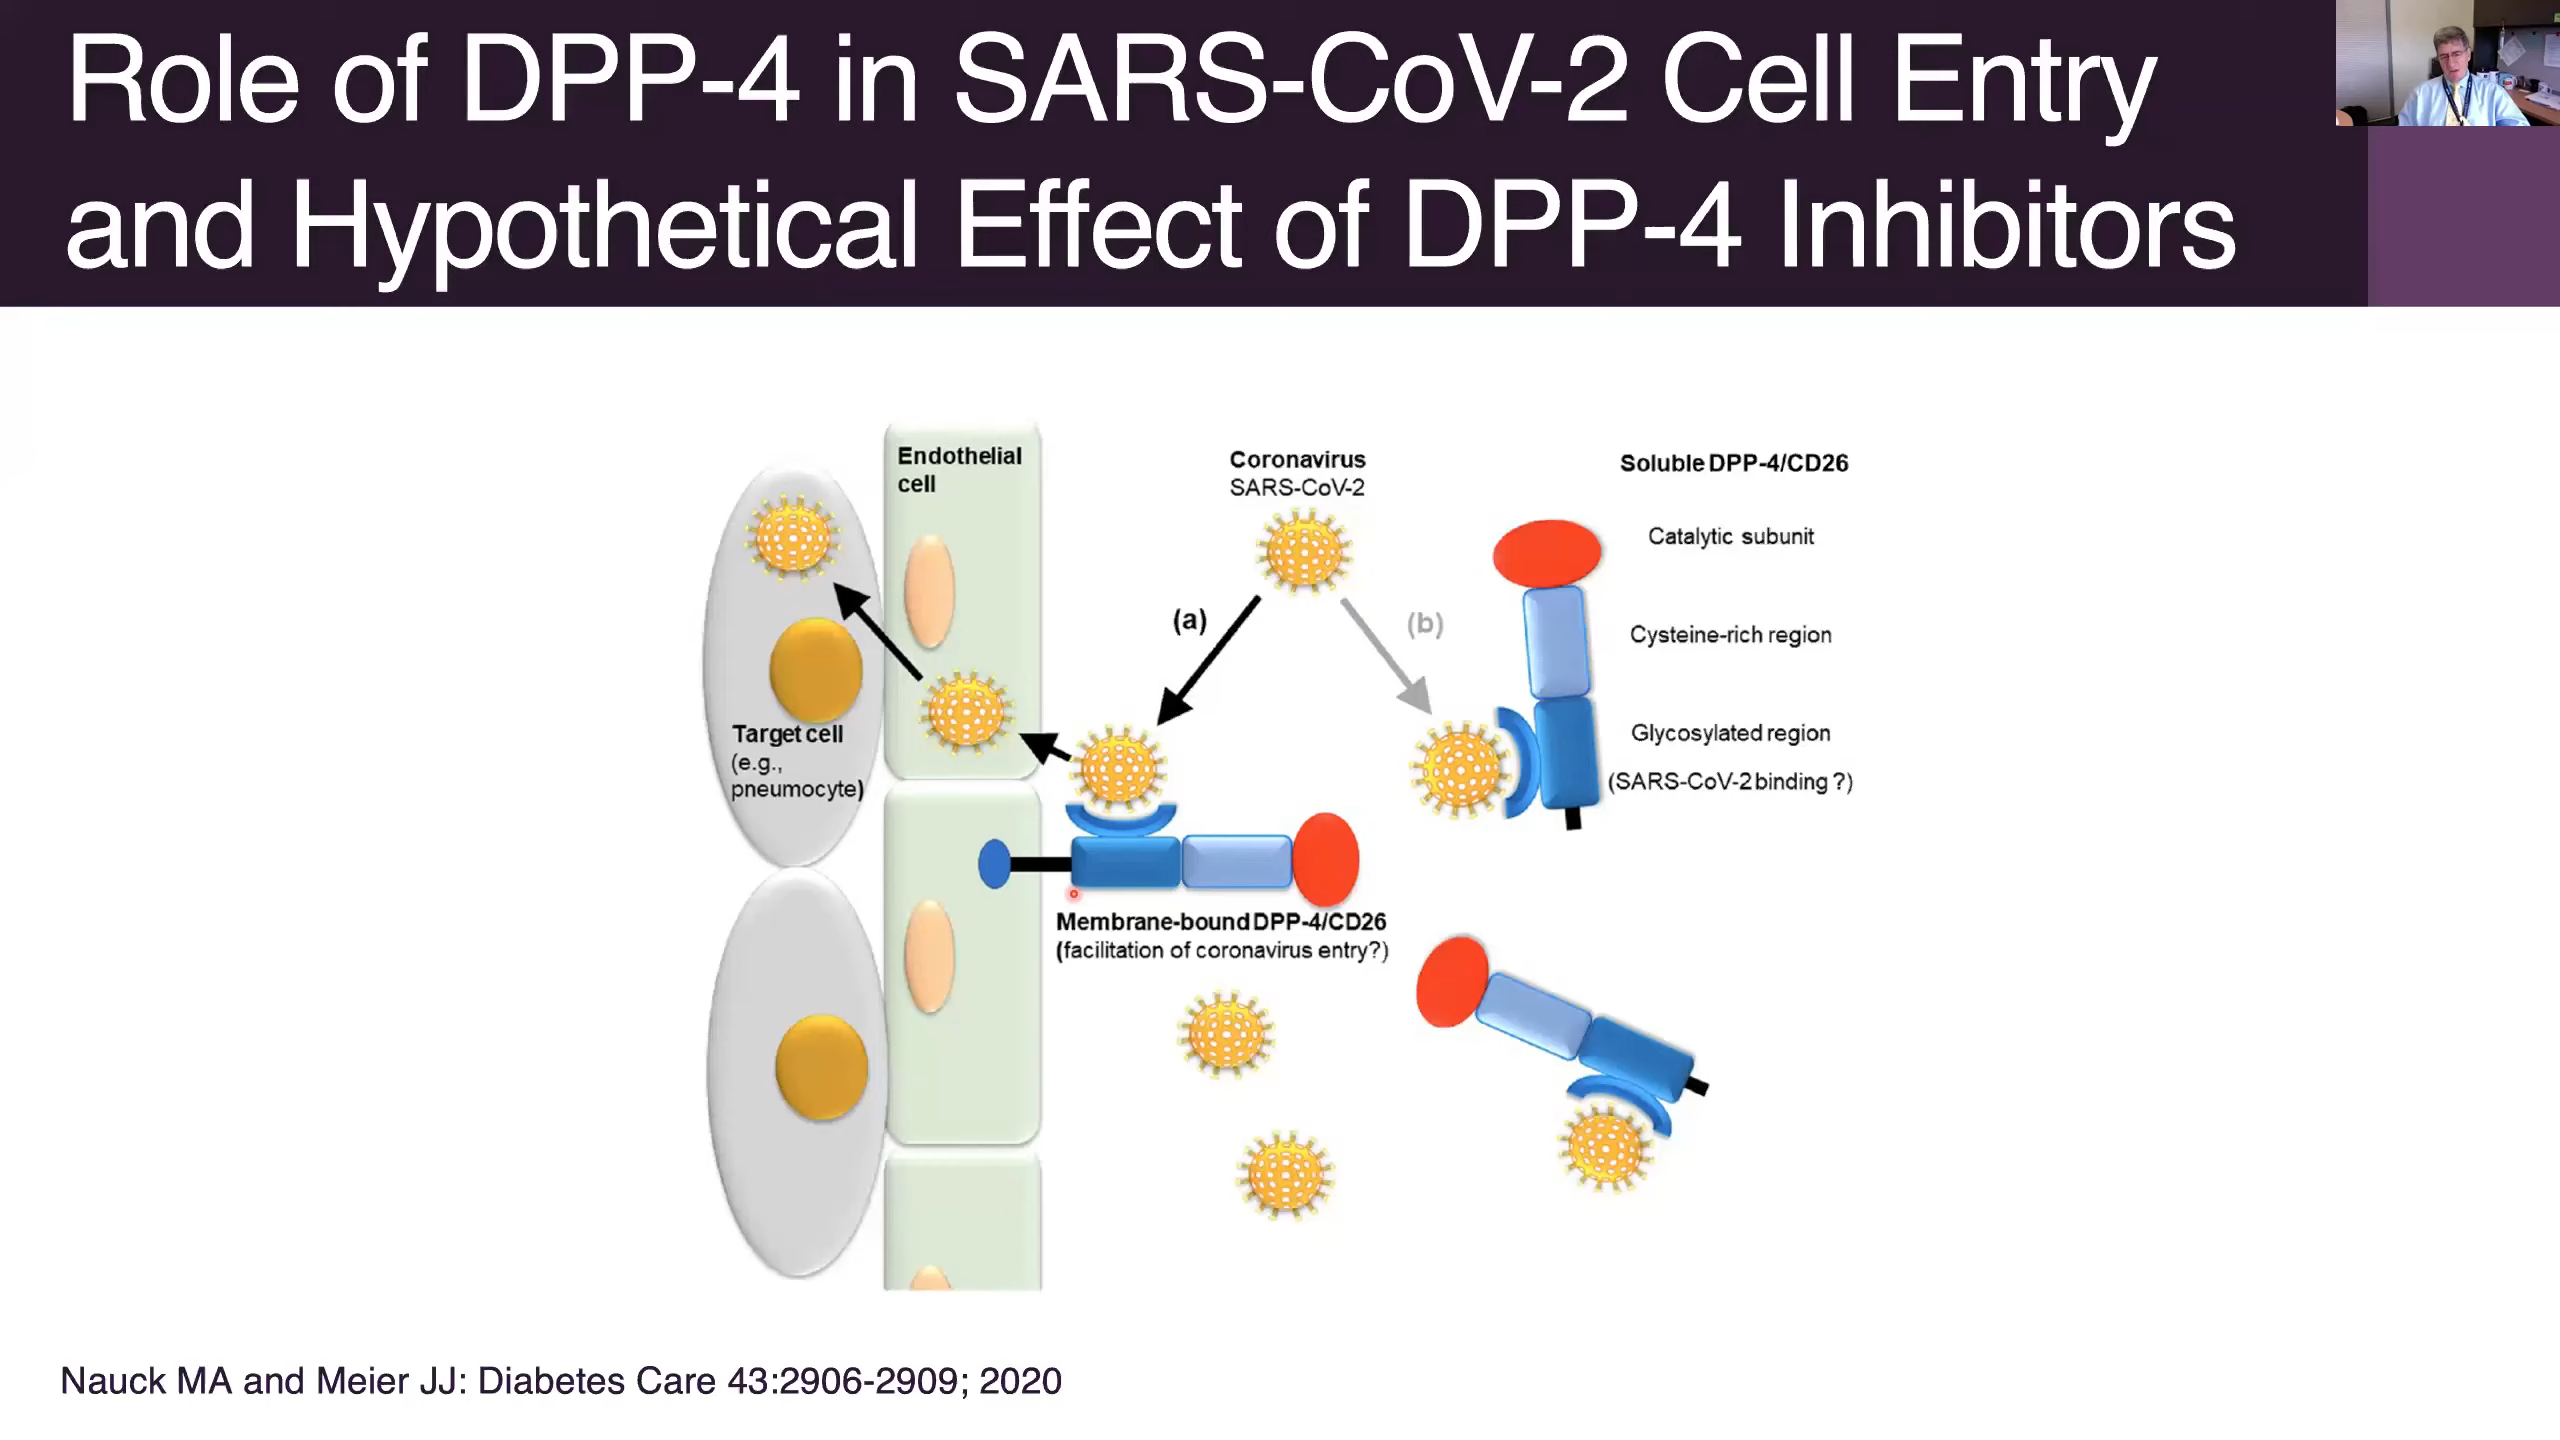 Role of DPP-4 in SARS-CoV-2 Cell Entry
and Hypothetical Effect of DPP-4 Inhibitors
Endothelial
cell
Coronavirus
SARS-CoV-2
Soluble DPP-4/CD26
Catalytic subunit
(a)
(b)
Cysteine-rich region
Target cell
(e.g.,
pneumocyte)
Glycosylated region
(SARS-CoV-2 binding ?)
Membrane-bound DPP-4/CD26
(facilitation of coronavirus entry?)
Nauck MA and Meier JJ: Diabetes Care 43:2906-2909; 2020